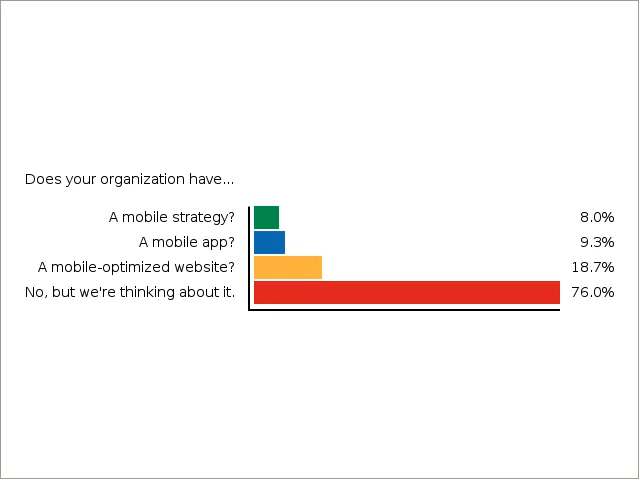 Does your organization have...
A mobile strategy? 8.0%
A mobile app? 9.3%
A mobile-optimized website? 18.7%
No, but we're thinking about it. 76.0%